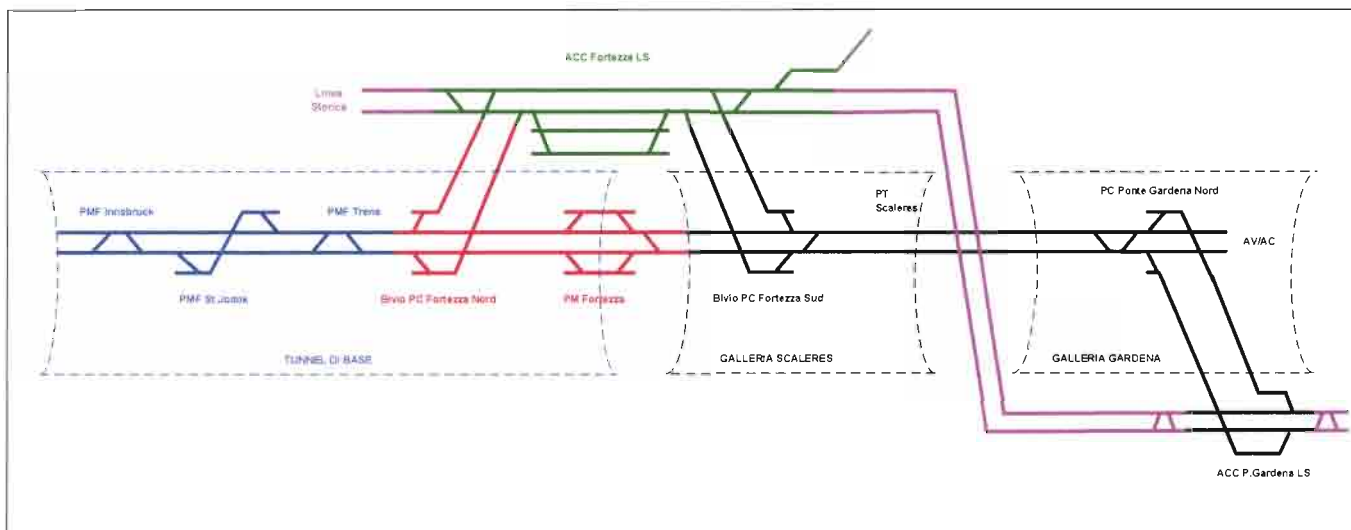 ACC Fortezza LS
Linea
Storica
PMF Innsbruck
PMF Trens
PT
Scaleres
PC Ponte Gardena Nord
AV/AC
PMF St Jodok
Bivio PC Fortezza Nord
PM Fortezza
Bivio PC Fortezza Sud
TUNNEL DI BASE
GALLERIA SCALERES
GALLERIA GARDENA
ACC P.Gardena LS